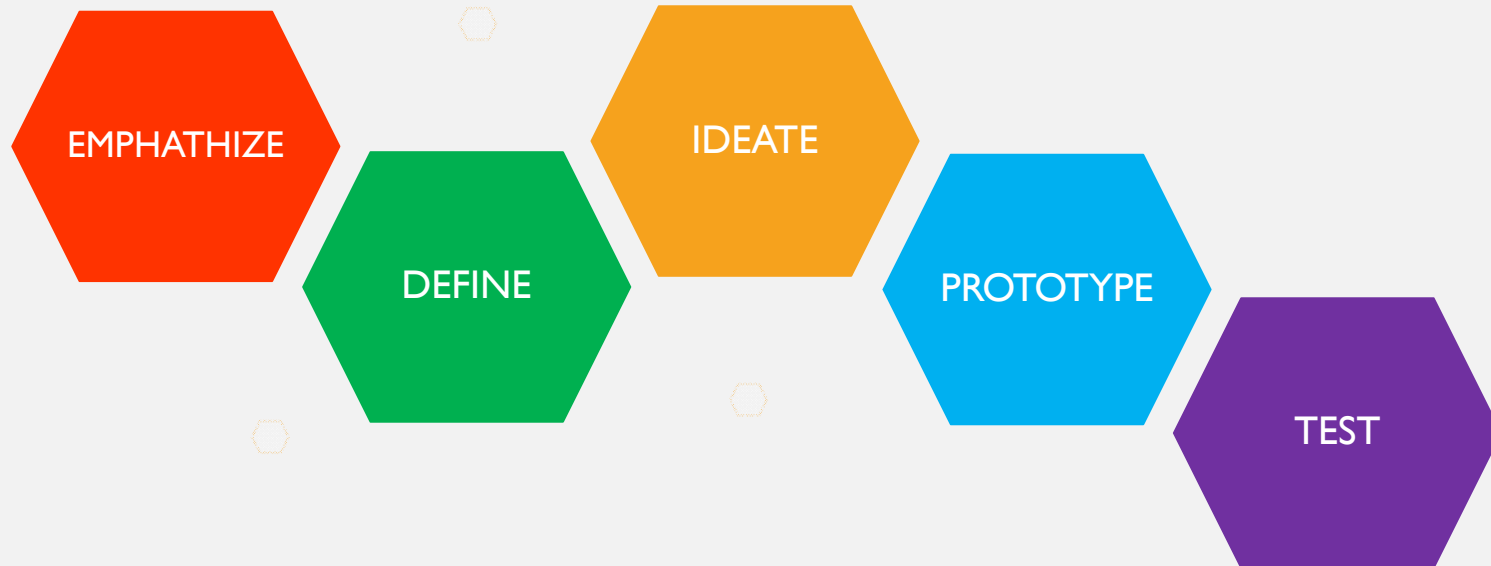 EMPHATHIZE
DEFINE
IDEATE
PROTOTYPE
TEST